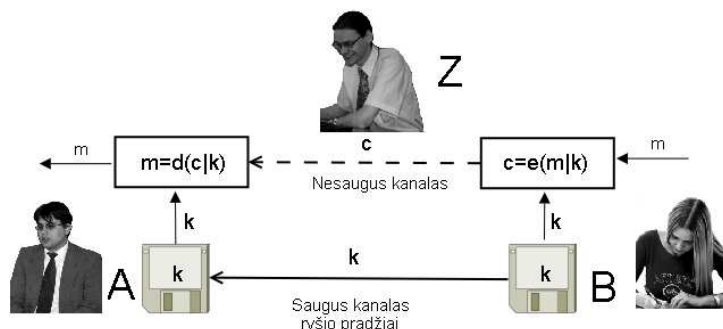 Z
c
m
m=d(c|k)
c=e(m|k)
m
Nesaugus kanalas
k
k
A
k
k
k
B
Saugus kanalas
ryšio pradžiai